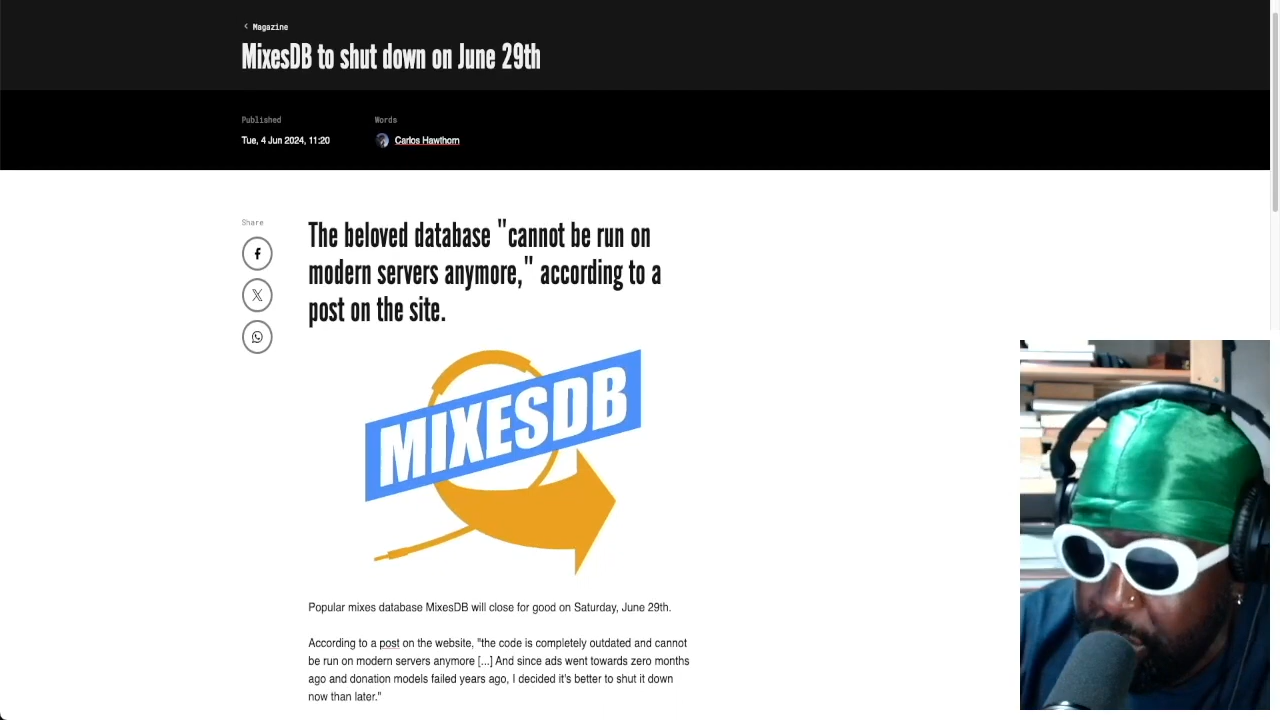 Magazine
MixesDB to shut down on June 29th
Published
Words
Tue, 4 Jun 2024, 11:20
Carlos Hawthorn
Share
The beloved database "cannot be run on
modern servers anymore," according to a
post on the site.
MIXESDB
Popular mixes database MixesDB will close for good on Saturday, June 29th.
According to a post on the website, "the code is completely outdated and cannot
be run on modern servers anymore [...] And since ads went towards zero months
ago and donation models failed years ago, I decided it's better to shut it down
now than later."